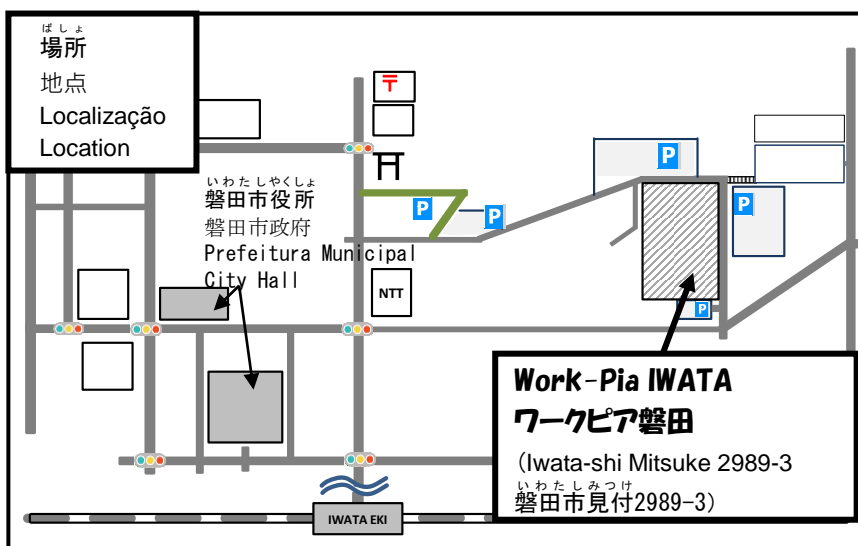 ばしょ
場所
地点
Localização
Location
〒
P
いわたしやくしょ
磐田市役所
磐田市政府
Prefeitura Municipal
City Hall
P
P
P
NTT
P
Work-Pia IWATA
ワークピア磐田
(Iwata-shi Mitsuke 2989-3
いわたしみつけ
磐田市見付2989-3)
IWATA EKI